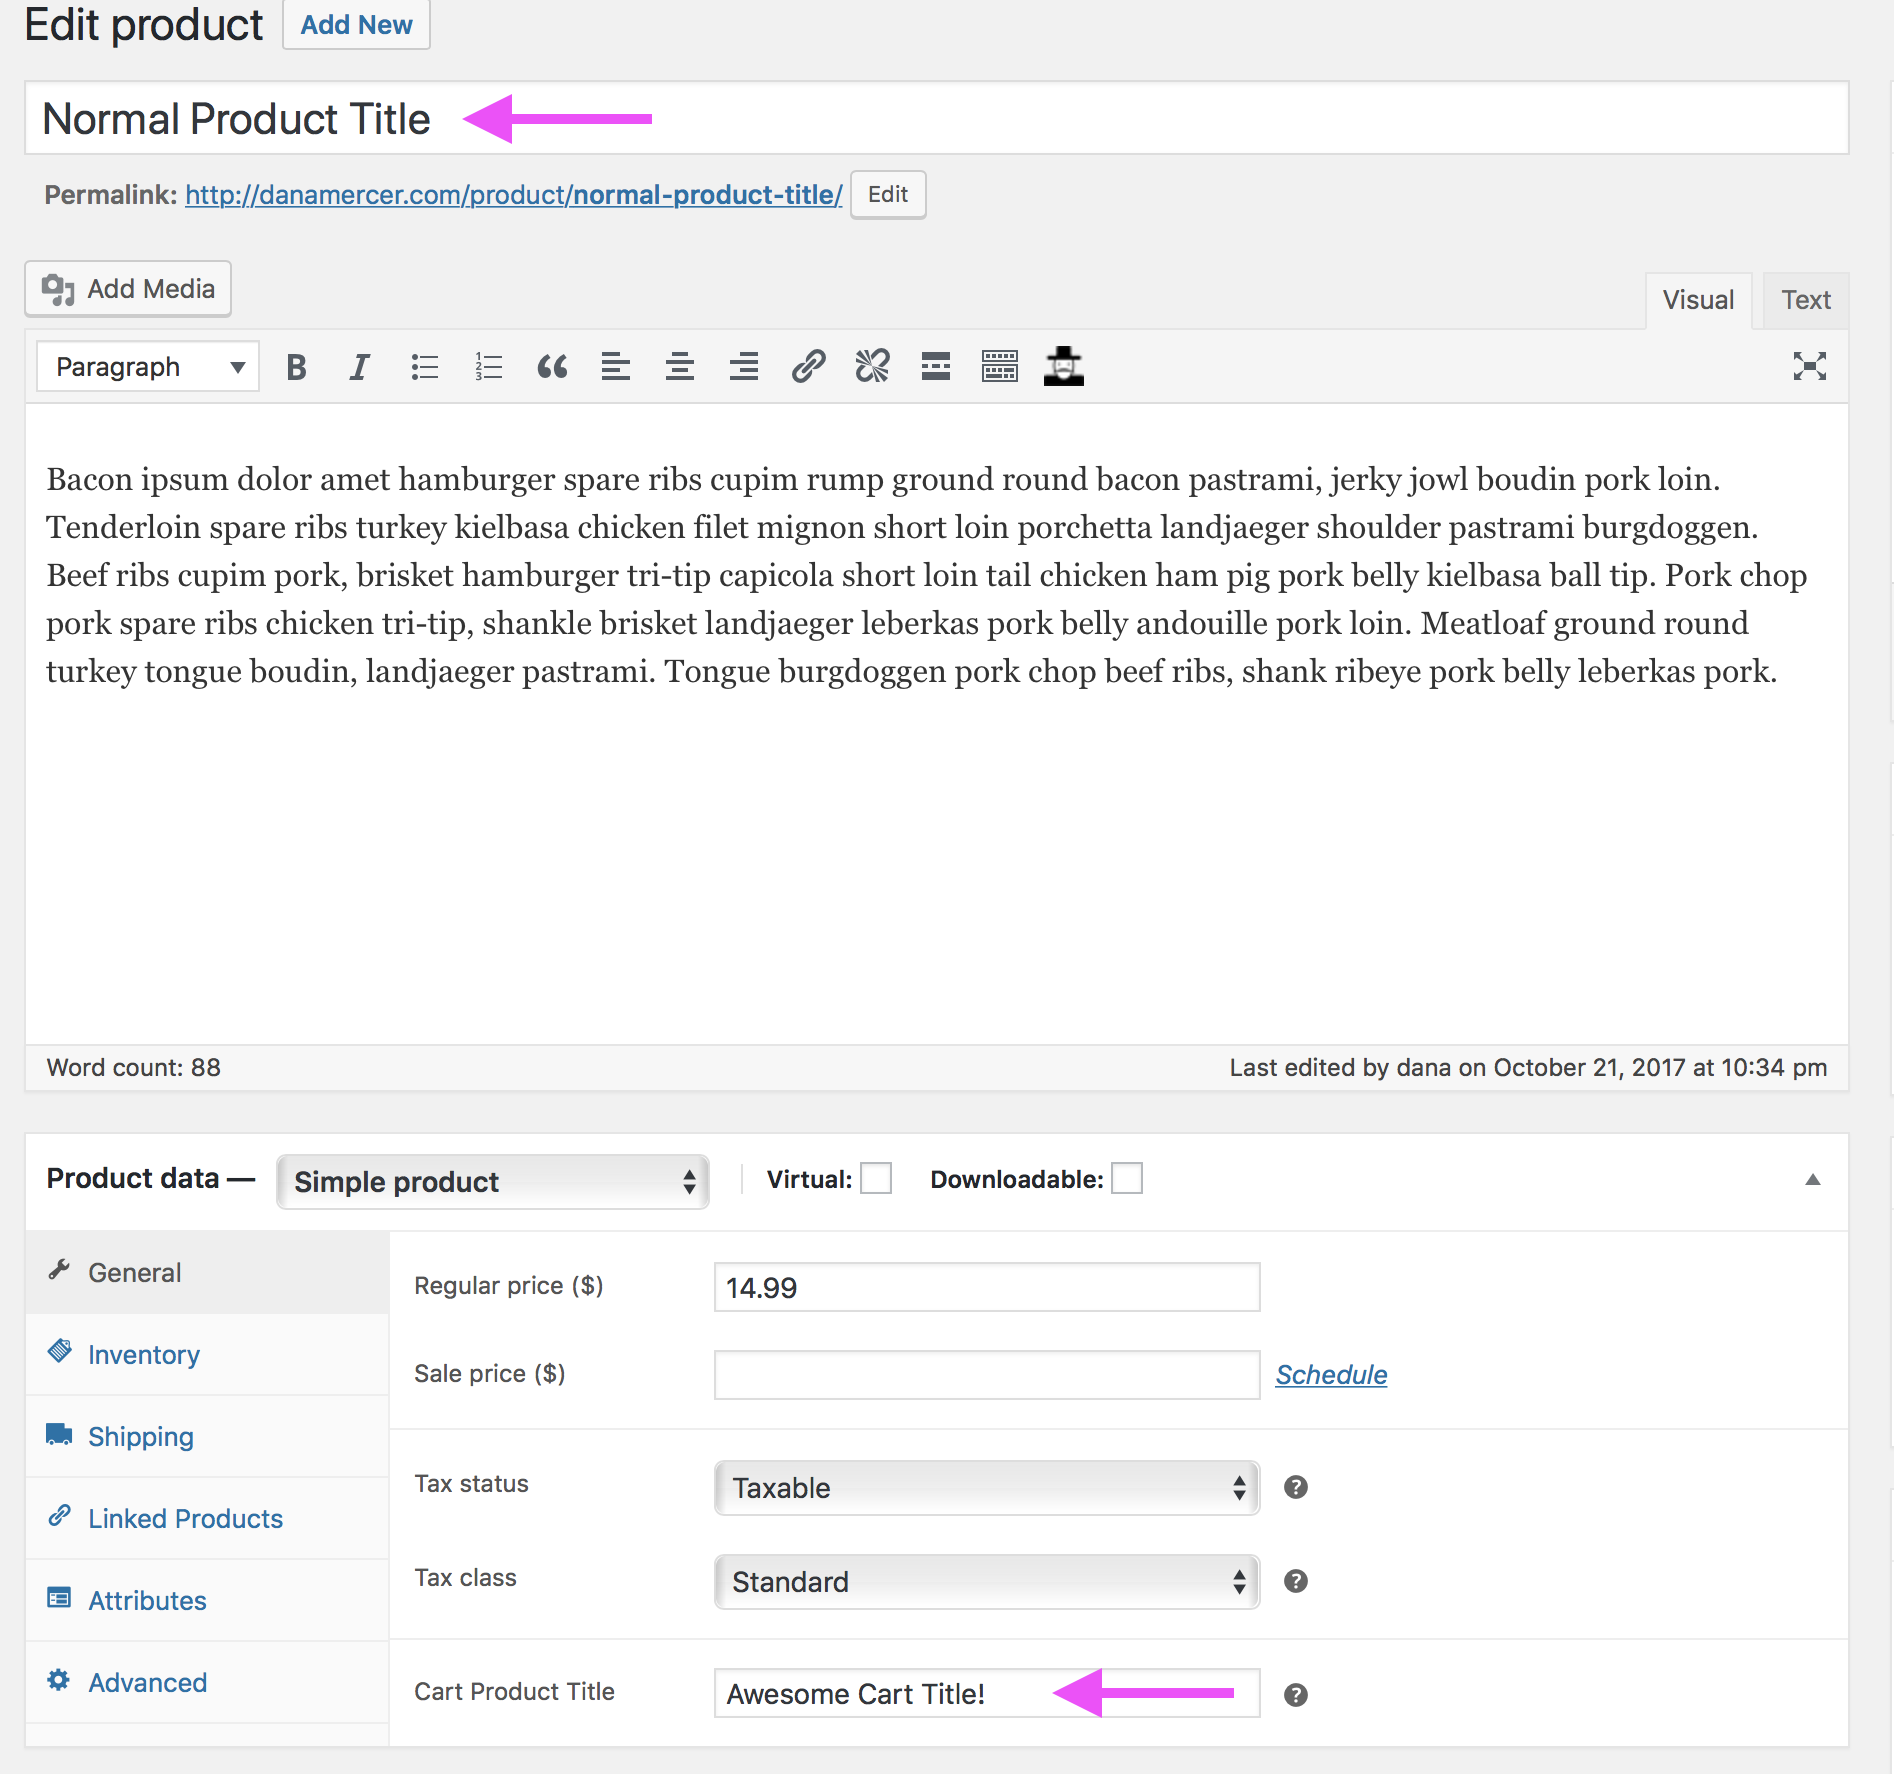 Edit product Add New
Normal Product Title
Permalink: http://danamercer.com/product/normal-product-title/ Edit
Add Media
Visual Text
Paragraph B I
Bacon ipsum dolor amet hamburger spare ribs cupim rump ground round bacon pastrami, jerky jowl boudin pork loin.
Tenderloin spare ribs turkey kielbasa chicken filet mignon short loin porchetta landjaeger shoulder pastrami burgdoggen.
Beef ribs cupim pork, brisket hamburger tri-tip capicola short loin tail chicken ham pig pork belly kielbasa ball tip. Pork chop
pork spare ribs chicken tri-tip, shankle brisket landjaeger leberkas pork belly andouille pork loin. Meatloaf ground round
turkey tongue boudin, landjaeger pastrami. Tongue burgdoggen pork chop beef ribs, shank ribeye pork belly leberkas pork.
Word count: 88 Last edited by dana on October 21, 2017 at 10:34 pm
Product data — Simple product Virtual: Downloadable:
General
Inventory
Shipping
Linked Products
Attributes
Advanced
Regular price ($) 14.99
Sale price ($) Schedule
Tax status Taxable ?
Tax class Standard ?
Cart Product Title Awesome Cart Title! ?